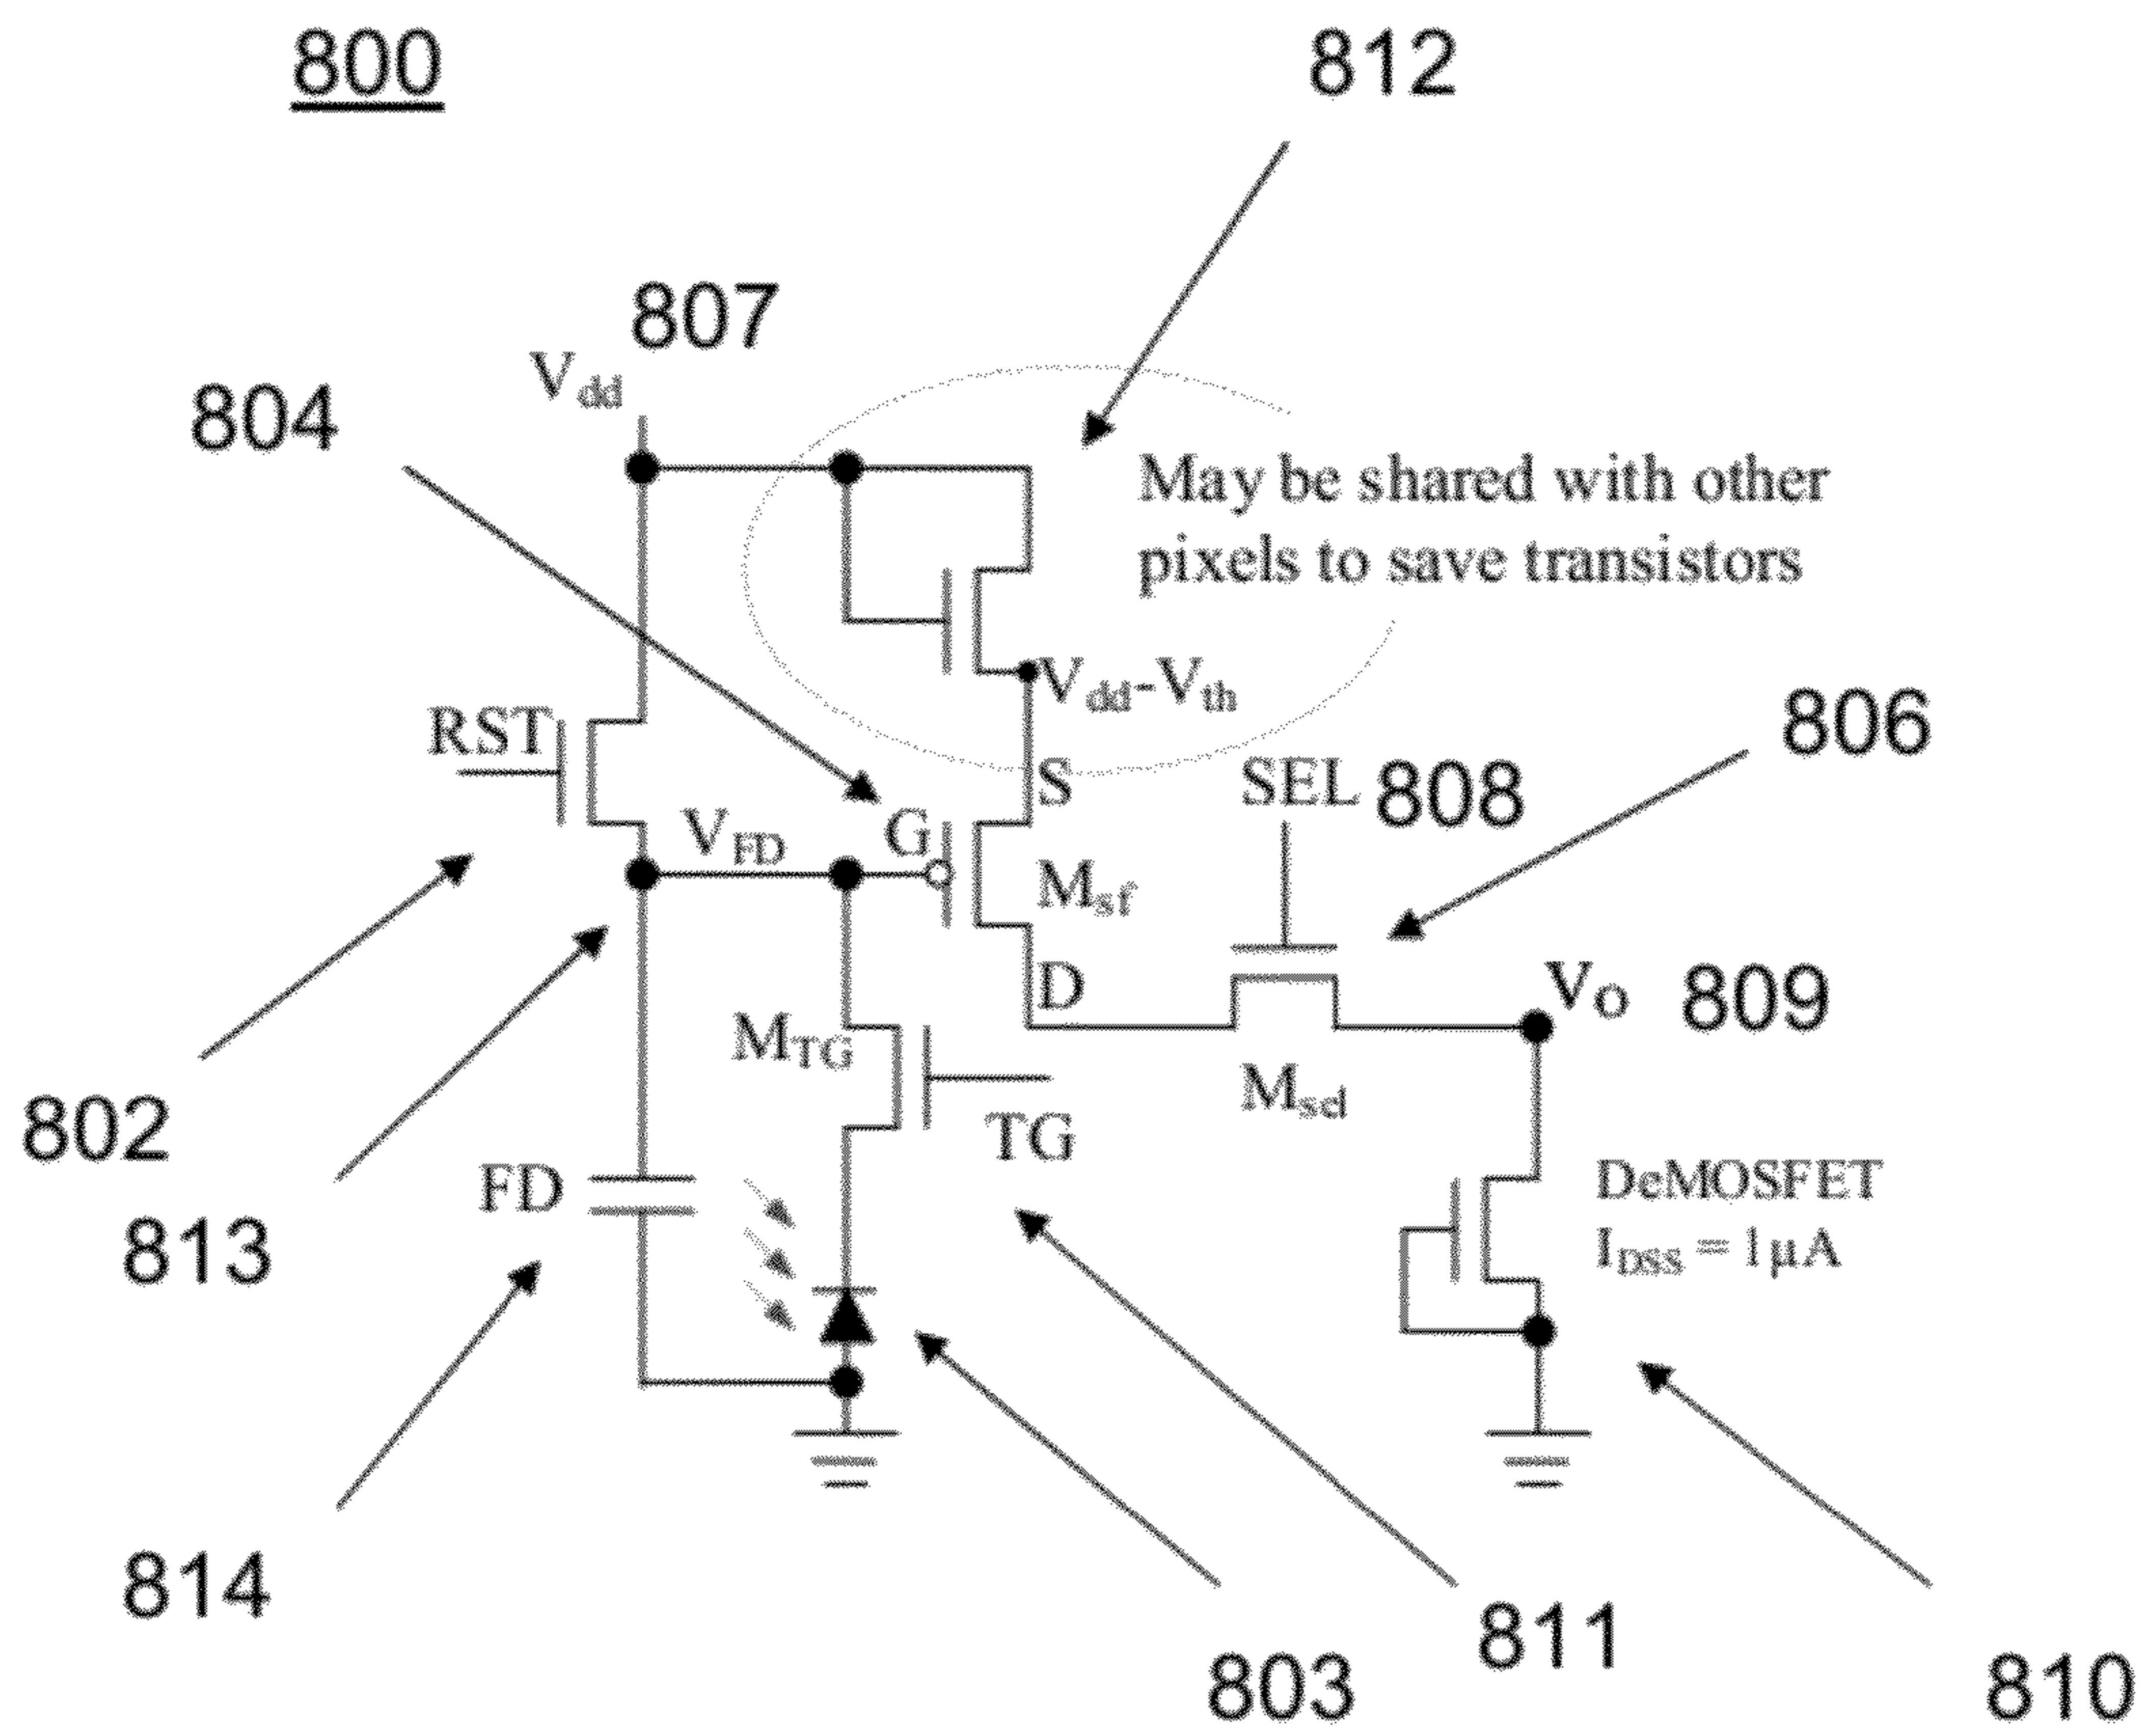 800
812
807
Vdd
804
May be shared with other
pixels to save transistors
Vdd-Vth
RST
806
S
SEL 808
VFD
G
Msf
D
VO 809
MTG
802
Msel
TG
813
FD
DeMOSFET
IDSS = 1μA
814
811
803
810